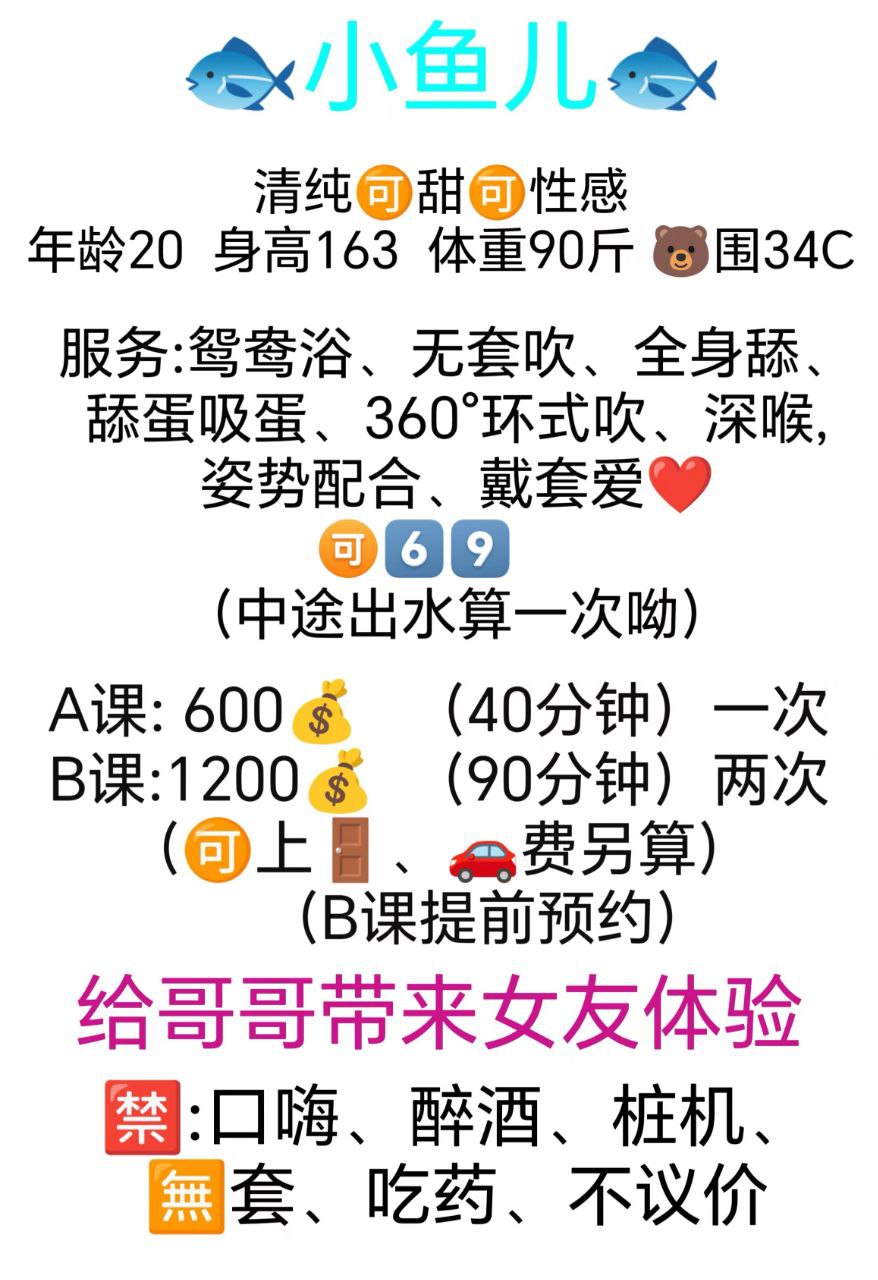 🐟小鱼儿🐟
清纯🉑甜🉑性感
年龄20 身高163 体重90斤 🐻围34C
服务:鸳鸯浴、无套吹、全身舔、
舔蛋吸蛋、360°环式吹、深喉,
姿势配合、戴套爱❤️
🉑6️⃣9️⃣
（中途出水算一次呦）
A课: 600💰 （40分钟）一次
B课:1200💰 （90分钟）两次
（🉑上🚪、🚗费另算）
（B课提前预约）
给哥哥带来女友体验
🈲:口嗨、醉酒、桩机、
🈚套、吃药、不议价